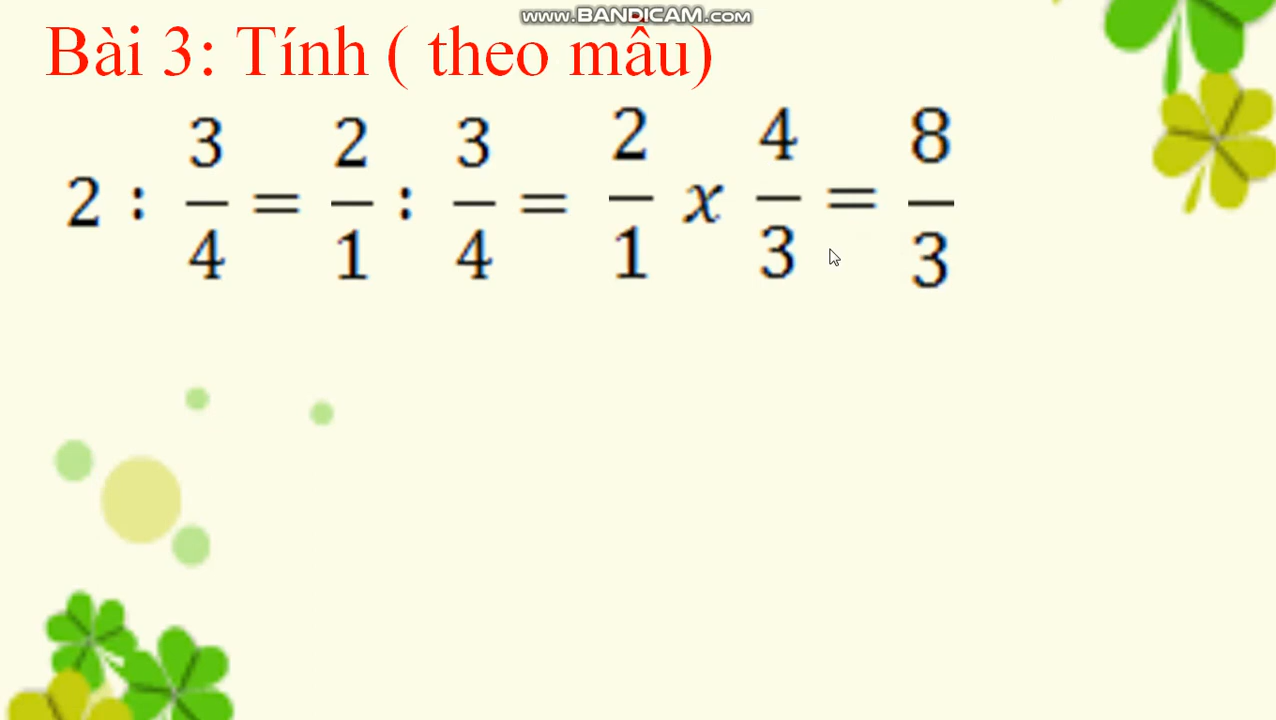 www.BANDICAM.com
Bài 3: Tính ( theo mẫu)
2 : 3/4 = 2/1 : 3/4 = 2/1 x 4/3 = 8/3